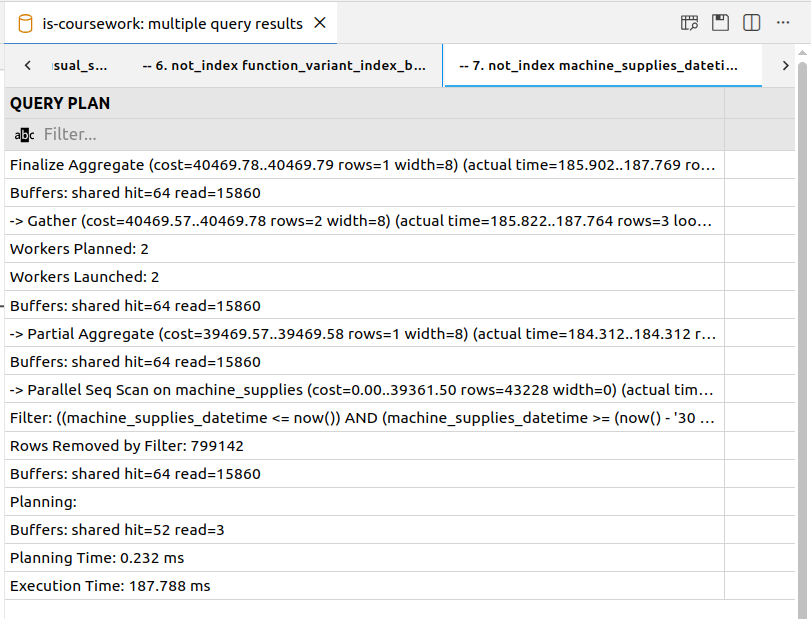 is-coursework: multiple query results
sual_s...
-- 6. not_index function_variant_index_b...
-- 7. not_index machine_supplies_dateti...
QUERY PLAN
abc Filter...
Finalize Aggregate (cost=40469.78..40469.79 rows=1 width=8) (actual time=185.902..187.769 ro...
Buffers: shared hit=64 read=15860
-> Gather (cost=40469.57..40469.78 rows=2 width=8) (actual time=185.822..187.764 rows=3 loo...
Workers Planned: 2
Workers Launched: 2
Buffers: shared hit=64 read=15860
-> Partial Aggregate (cost=39469.57..39469.58 rows=1 width=8) (actual time=184.312..184.312 r...
Buffers: shared hit=64 read=15860
-> Parallel Seq Scan on machine_supplies (cost=0.00..39361.50 rows=43228 width=0) (actual tim...
Filter: ((machine_supplies_datetime <= now()) AND (machine_supplies_datetime >= (now() - '30 ...
Rows Removed by Filter: 799142
Buffers: shared hit=64 read=15860
Planning:
Buffers: shared hit=52 read=3
Planning Time: 0.232 ms
Execution Time: 187.788 ms